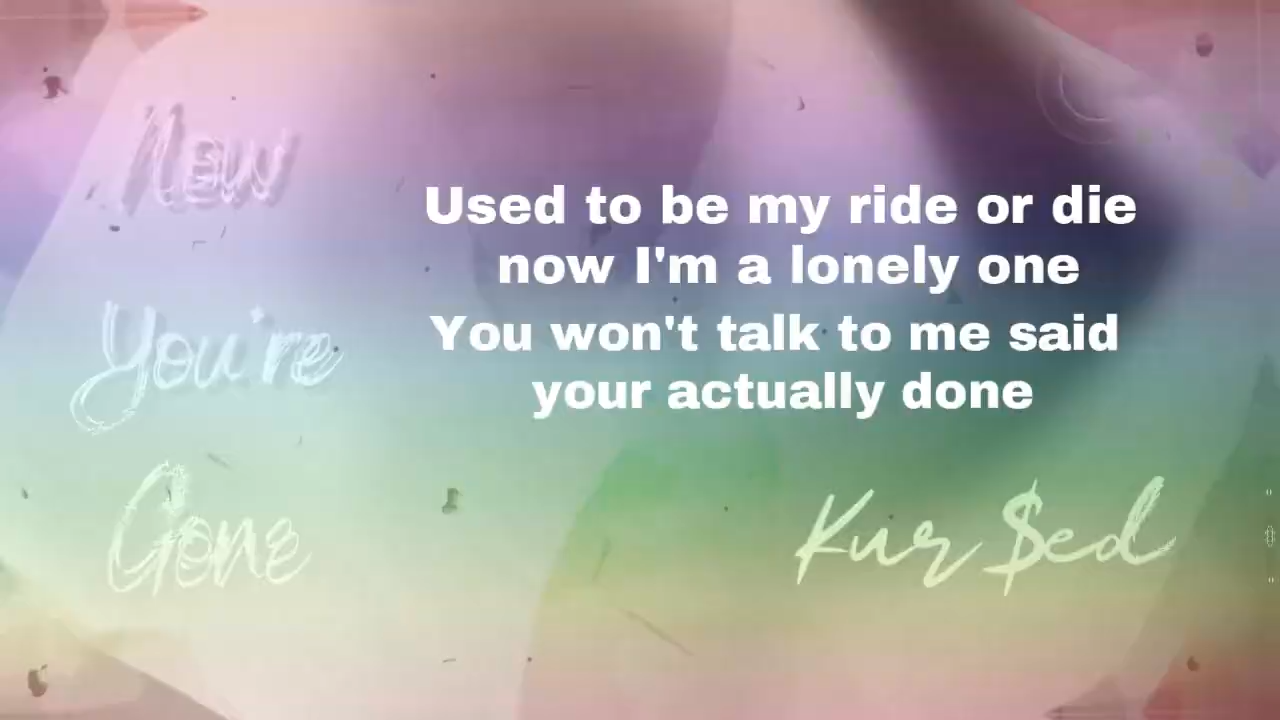 Now
You're
Gone
Used to be my ride or die
now I'm a lonely one
You won't talk to me said
your actually done
Kur$ed